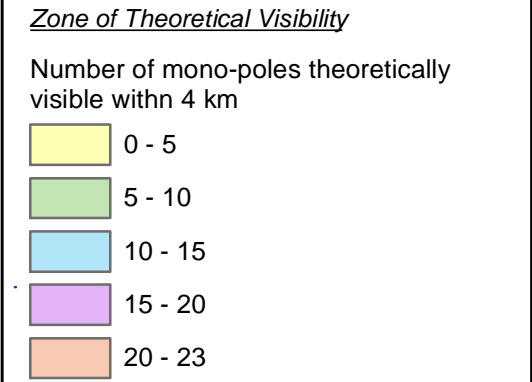 Zone of Theoretical Visibility
Number of mono-poles theoretically
visible withn 4 km
0 - 5
5 - 10
10 - 15
15 - 20
20 - 23